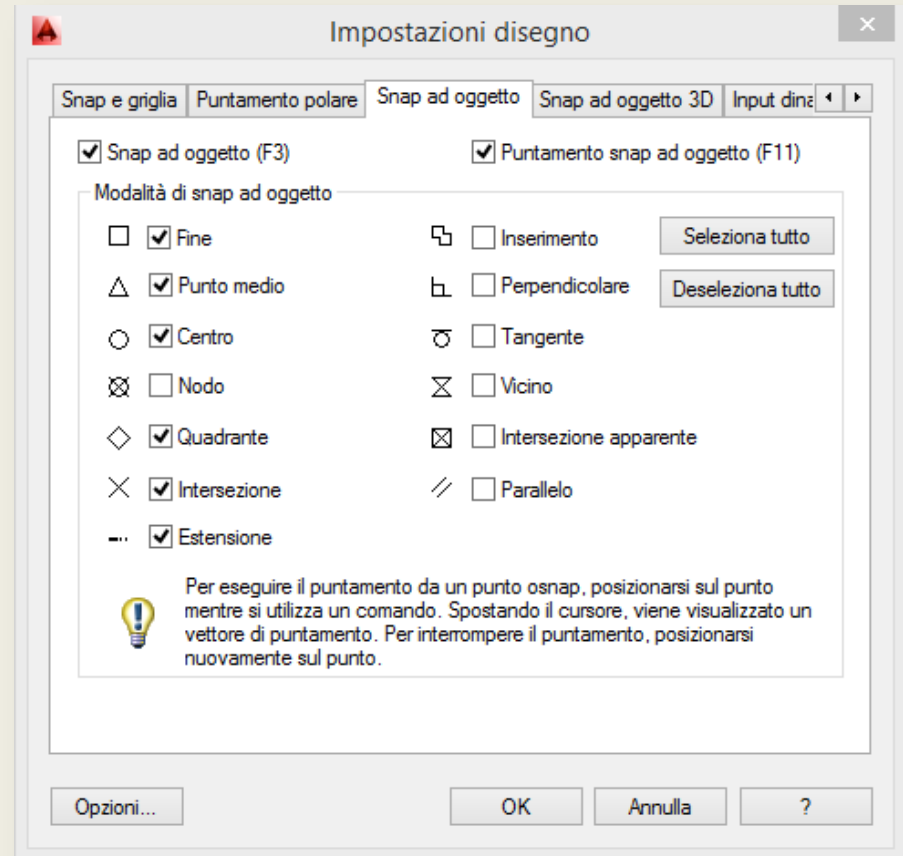 Impostazioni disegno
Snap e griglia Puntamento polare Snap ad oggetto Snap ad oggetto 3D Input dina
Snap ad oggetto (F3) Puntamento snap ad oggetto (F11)
Modalità di snap ad oggetto
Fine Inserimento Seleziona tutto
Punto medio Perpendicolare Deseleziona tutto
Centro Tangente
Nodo Vicino
Quadrante Intersezione apparente
Intersezione Parallelo
Estensione
Per eseguire il puntamento da un punto osnap, posizionarsi sul punto
mentre si utilizza un comando. Spostando il cursore, viene visualizzato un
vettore di puntamento. Per interrompere il puntamento, posizionarsi
nuovamente sul punto.
Opzioni... OK Annulla ?